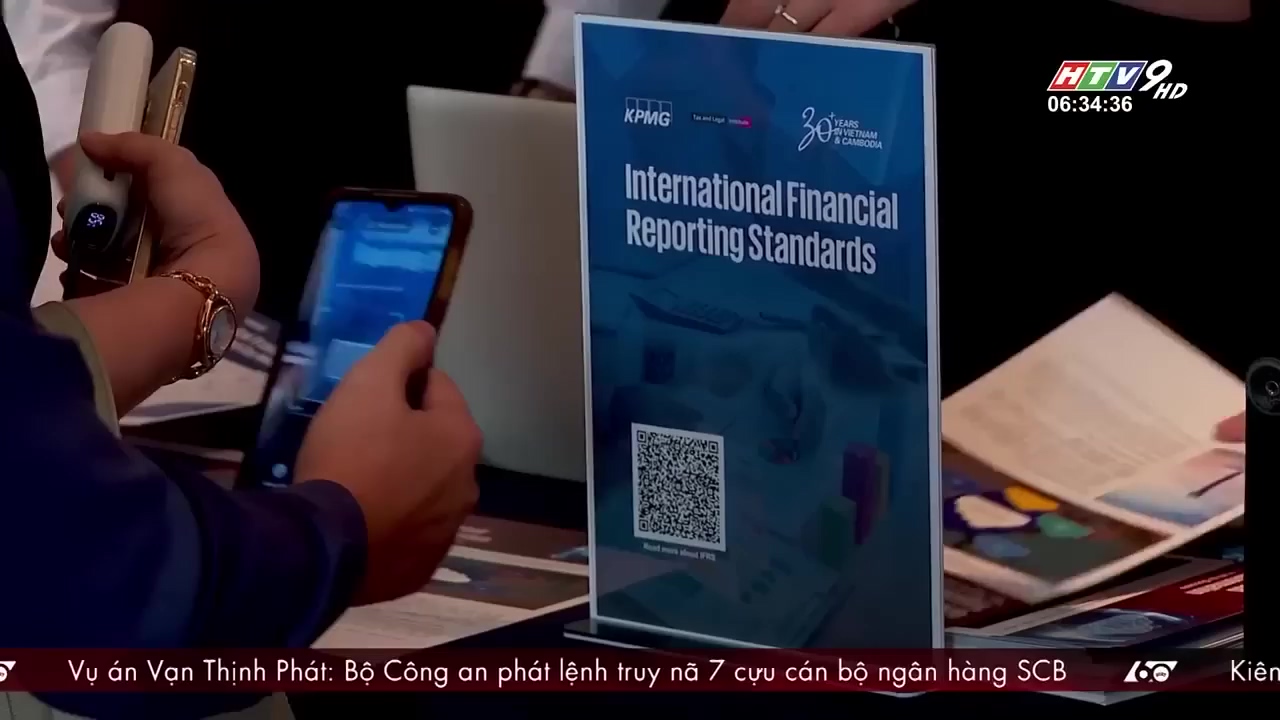 HTV9 HD
06:34:36
KPMG
Tax and Legal Institute
30+ YEARS
IN VIETNAM
& CAMBODIA
International Financial
Reporting Standards
Read more about IFRS
Vụ án Vạn Thịnh Phát: Bộ Công an phát lệnh truy nã 7 cựu cán bộ ngân hàng SCB
Kiên